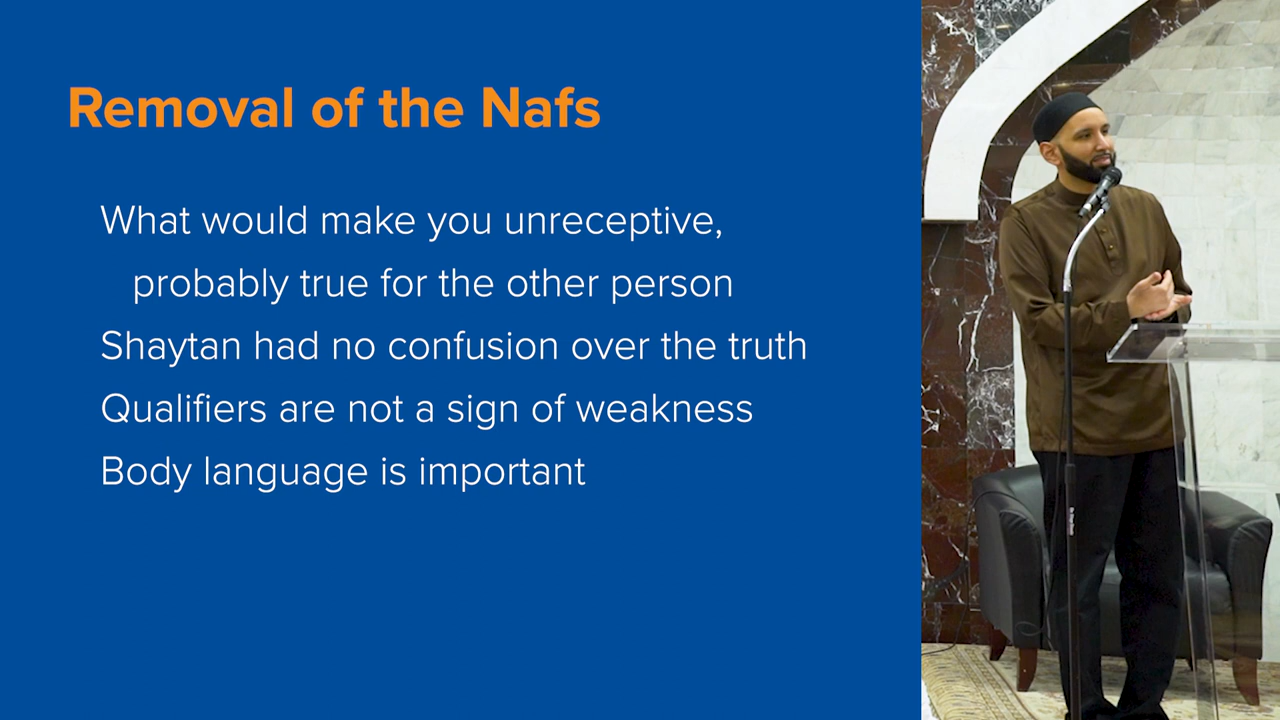 Removal of the Nafs
What would make you unreceptive,
probably true for the other person
Shaytan had no confusion over the truth
Qualifiers are not a sign of weakness
Body language is important